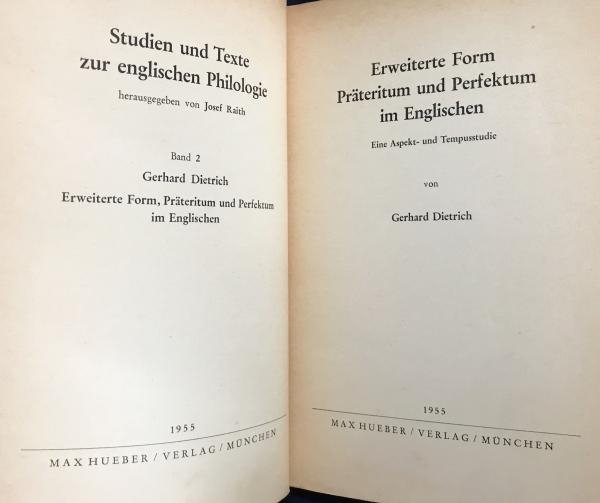 Studien und Texte
zur englischen Philologie
herausgegeben von Josef Raith
Band 2
Gerhard Dietrich
Erweiterte Form, Präteritum und Perfektum
im Englischen
1955
MAX HUEBER / VERLAG / MÜNCHEN
Erweiterte Form
Präteritum und Perfektum
im Englischen
Eine Aspekt- und Tempusstudie
von
Gerhard Dietrich
1955
MAX HUEBER / VERLAG / MÜNCHEN